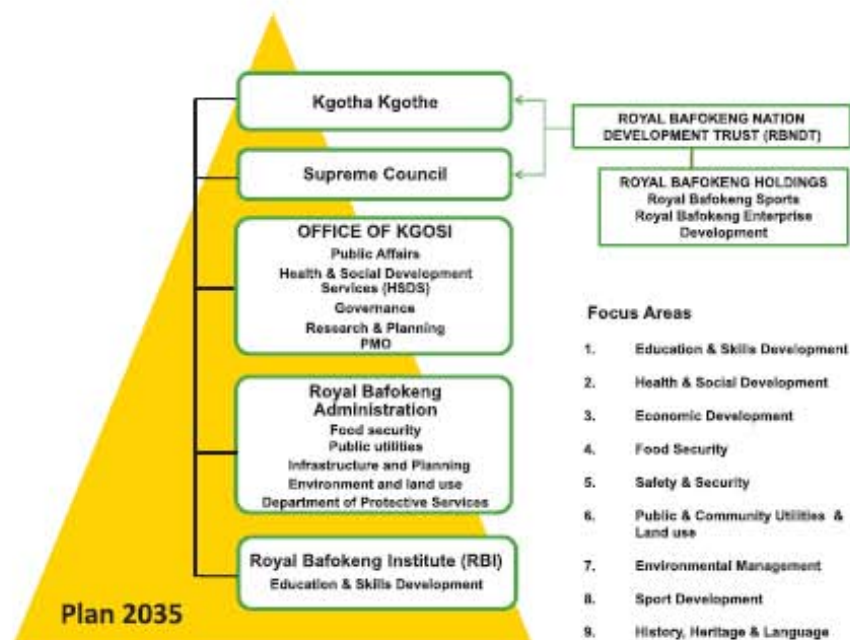 Kgotha Kgothe
Supreme Council
OFFICE OF KGOSI
Public Affairs
Health & Social Development
Services (HSDS)
Governance
Research & Planning
PMO
Royal Bafokeng
Administration
Food security
Public utilities
Infrastructure and Planning
Environment and land use
Department of Protective Services
Royal Bafokeng Institute (RBI)
Education & Skills Development
Plan 2035
ROYAL BAFOKENG NATION
DEVELOPMENT TRUST (RBNDT)
ROYAL BAFOKENG HOLDINGS
Royal Bafokeng Sports
Royal Bafokeng Enterprise
Development
Focus Areas
1. Education & Skills Development
2. Health & Social Development
3. Economic Development
4. Food Security
5. Safety & Security
6. Public & Community Utilities &
Land use
7. Environmental Management
8. Sport Development
9. History, Heritage & Language